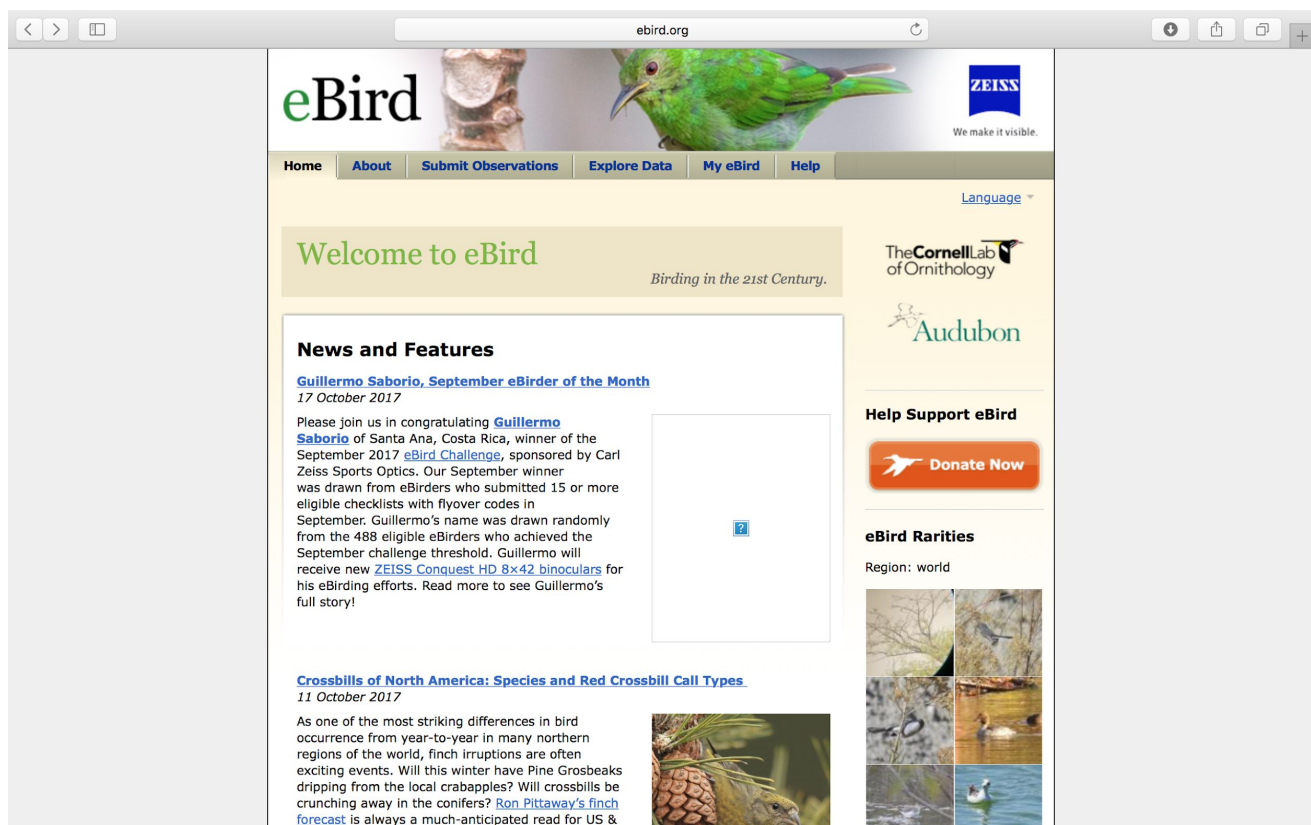 ebird.org
eBird
ZEISS
We make it visible.
Home
About
Submit Observations
Explore Data
My eBird
Help
Language
Welcome to eBird
Birding in the 21st Century.
News and Features
Guillermo Saborio, September eBirder of the Month
17 October 2017
Please join us in congratulating Guillermo
Saborio of Santa Ana, Costa Rica, winner of the
September 2017 eBird Challenge, sponsored by Carl
Zeiss Sports Optics. Our September winner
was drawn from eBirders who submitted 15 or more
eligible checklists with flyover codes in
September. Guillermo’s name was drawn randomly
from the 488 eligible eBirders who achieved the
September challenge threshold. Guillermo will
receive new ZEISS Conquest HD 8×42 binoculars for
his eBirding efforts. Read more to see Guillermo’s
full story!
Crossbills of North America: Species and Red Crossbill Call Types
11 October 2017
As one of the most striking differences in bird
occurrence from year-to-year in many northern
regions of the world, finch irruptions are often
exciting events. Will this winter have Pine Grosbeaks
dripping from the local crabapples? Will crossbills be
crunching away in the conifers? Ron Pittaway’s finch
forecast is always a much-anticipated read for US &
TheCornellLab
of Ornithology
Audubon
Help Support eBird
Donate Now
eBird Rarities
Region: world